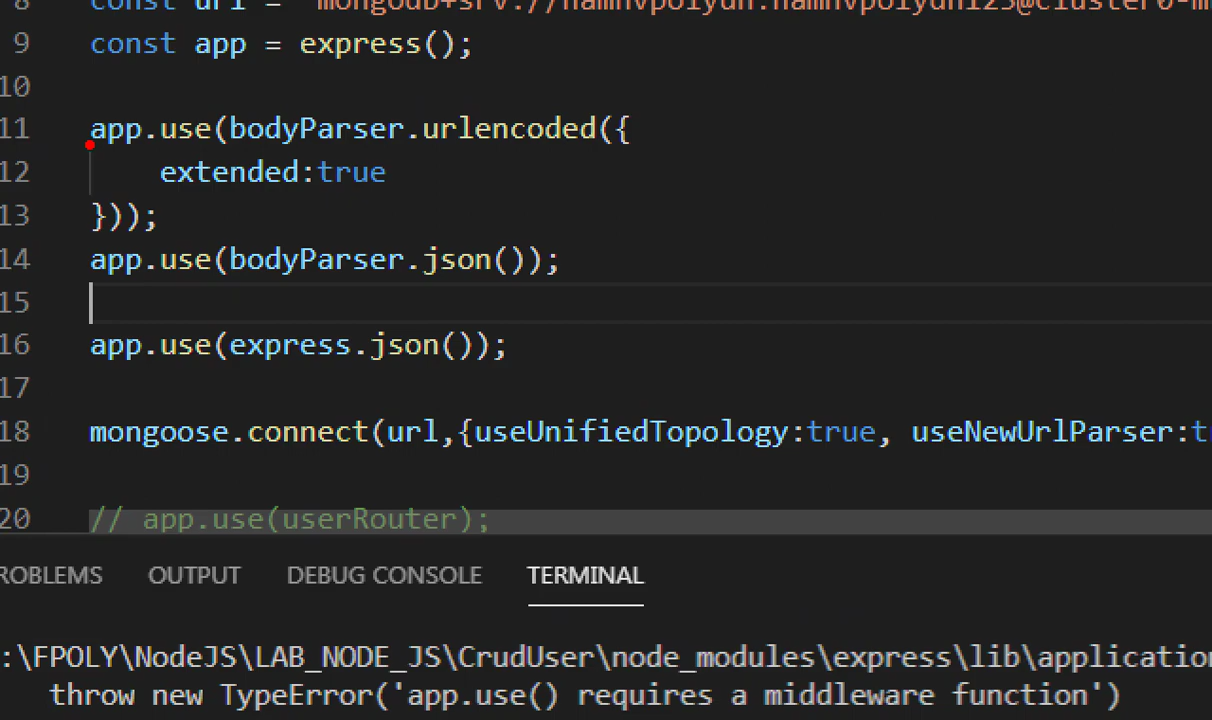 9 const app = express();
10
11 app.use(bodyParser.urlencoded({
12 extended:true
13 }));
14 app.use(bodyParser.json());
15
16 app.use(express.json());
17
18 mongoose.connect(url,{useUnifiedTopology:true, useNewUrlParser:t
19
20 // app.use(userRouter);
ROBLEMS OUTPUT DEBUG CONSOLE TERMINAL
:\FPOLY\NodeJS\LAB_NODE_JS\CrudUser\node_modules\express\lib\application
throw new TypeError('app.use() requires a middleware function')